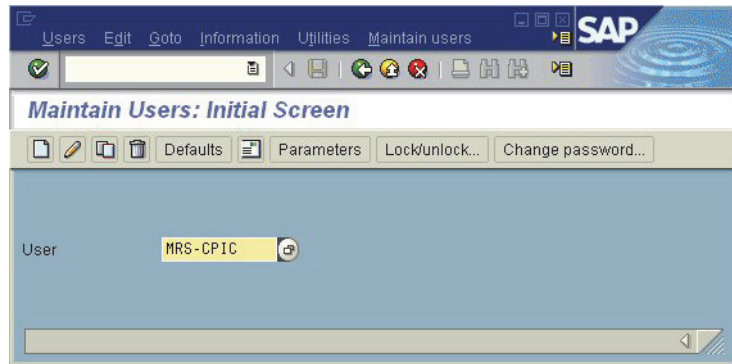 Users Edit Goto Information Utilities Maintain users
SAP
Maintain Users: Initial Screen
Defaults Parameters Lock/unlock... Change password...
User MRS-CPIC